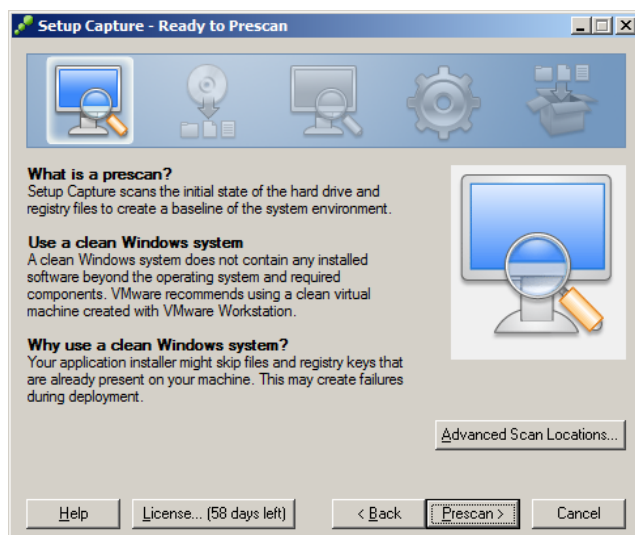 Setup Capture - Ready to Prescan
What is a prescan?
Setup Capture scans the initial state of the hard drive and
registry files to create a baseline of the system environment.
Use a clean Windows system
A clean Windows system does not contain any installed
software beyond the operating system and required
components. VMware recommends using a clean virtual
machine created with VMware Workstation.
Why use a clean Windows system?
Your application installer might skip files and registry keys that
are already present on your machine. This may create failures
during deployment.
Advanced Scan Locations...
Help
License... (58 days left)
< Back
Prescan >
Cancel